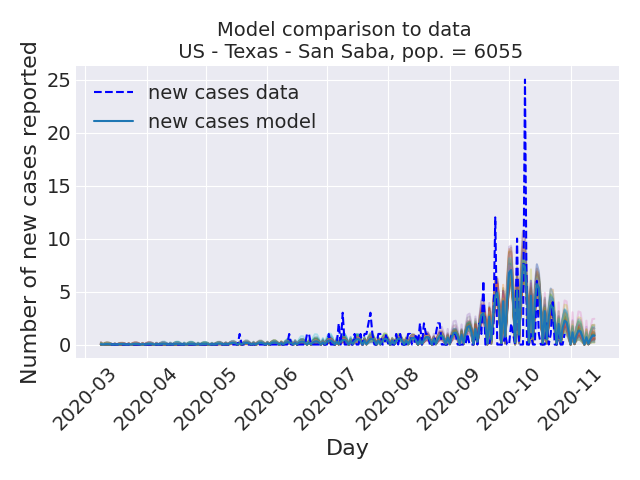 Model comparison to data
US - Texas - San Saba, pop. = 6055
Number of new cases reported
25
20
15
10
5
0
new cases data
new cases model
2020-03
2020-04
2020-05
2020-06
2020-07
2020-08
2020-09
2020-10
2020-11
Day